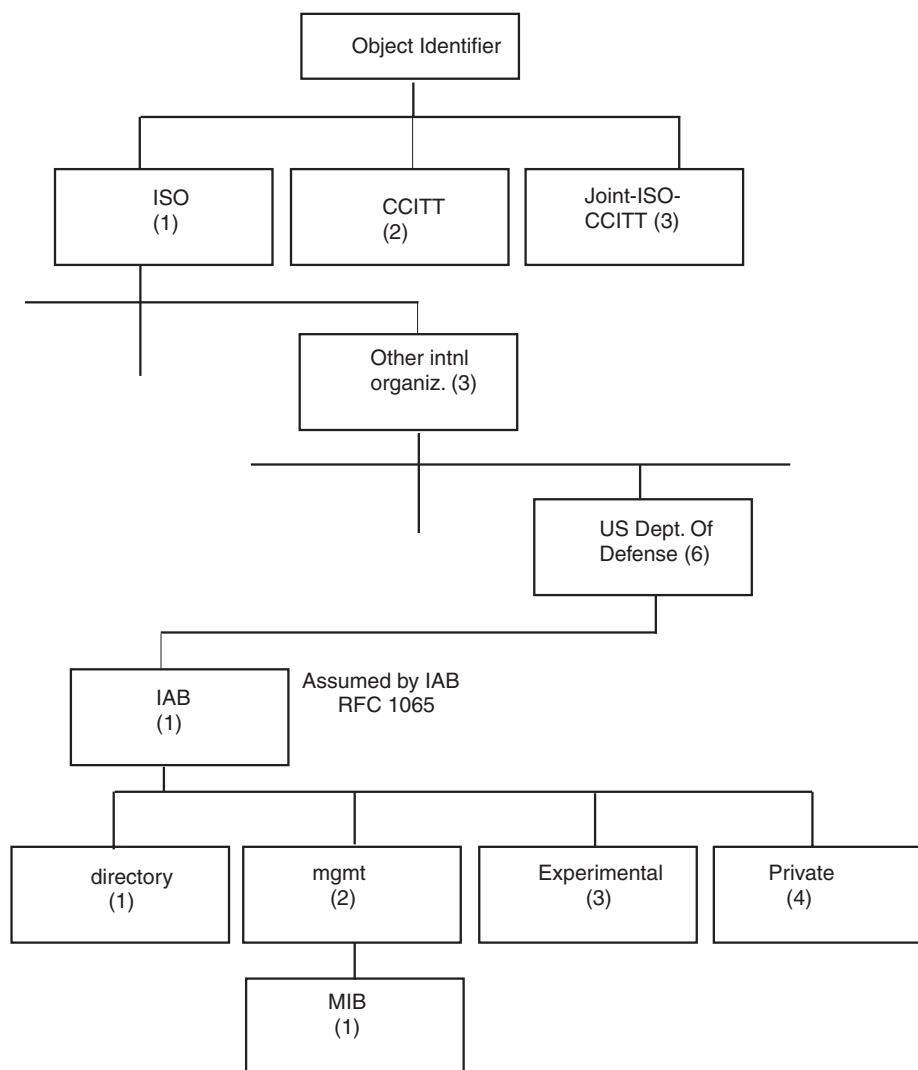 Object Identifier
ISO
(1)
CCITT
(2)
Joint-ISO-
CCITT (3)
Other intnl
organiz. (3)
US Dept. Of
Defense (6)
IAB
(1)
Assumed by IAB
RFC 1065
directory
(1)
mgmt
(2)
Experimental
(3)
Private
(4)
MIB
(1)